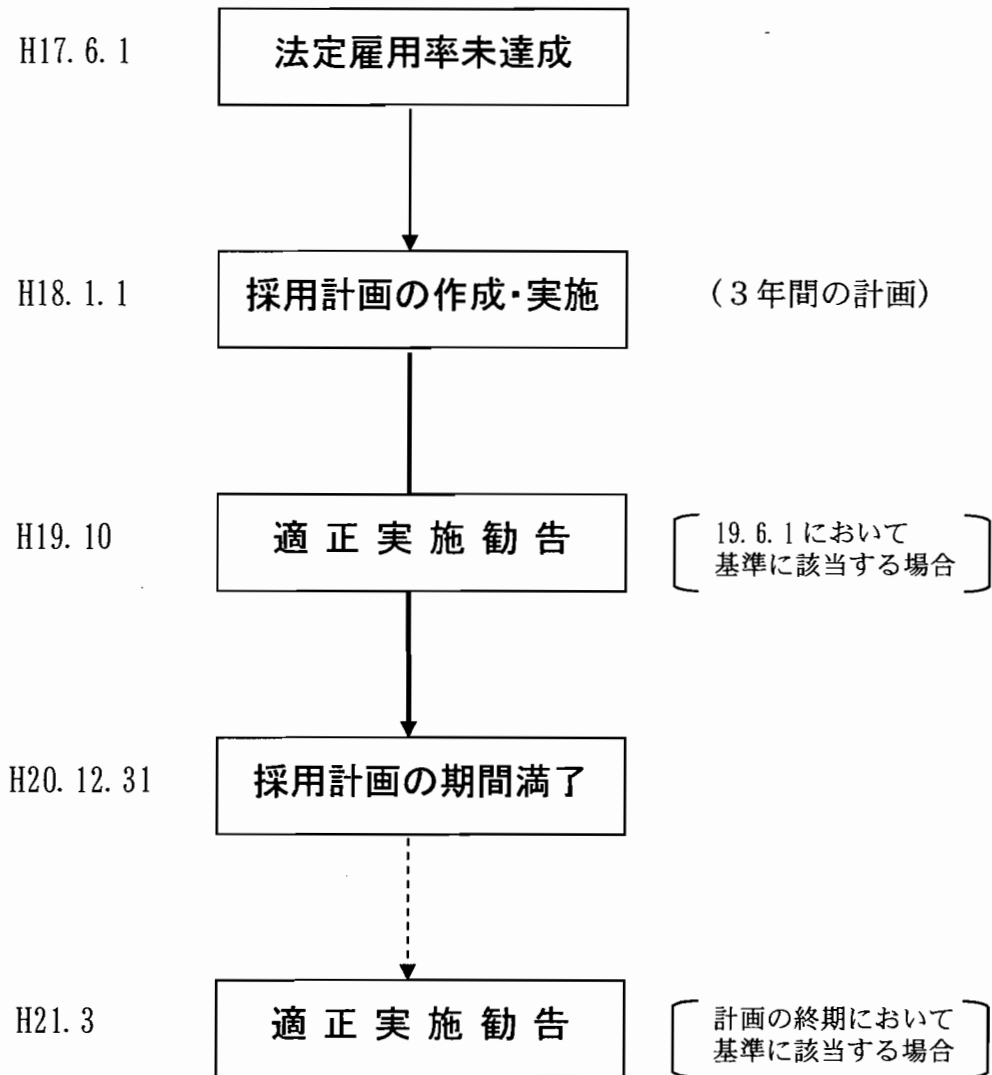 H17.6.1
法定雇用率未達成
H18.1.1
採用計画の作成・実施
(3年間の計画)
H19.10
適正実施勧告
19.6.1において
基準に該当する場合
H20.12.31
採用計画の期間満了
H21.3
適正実施勧告
計画の終期において
基準に該当する場合